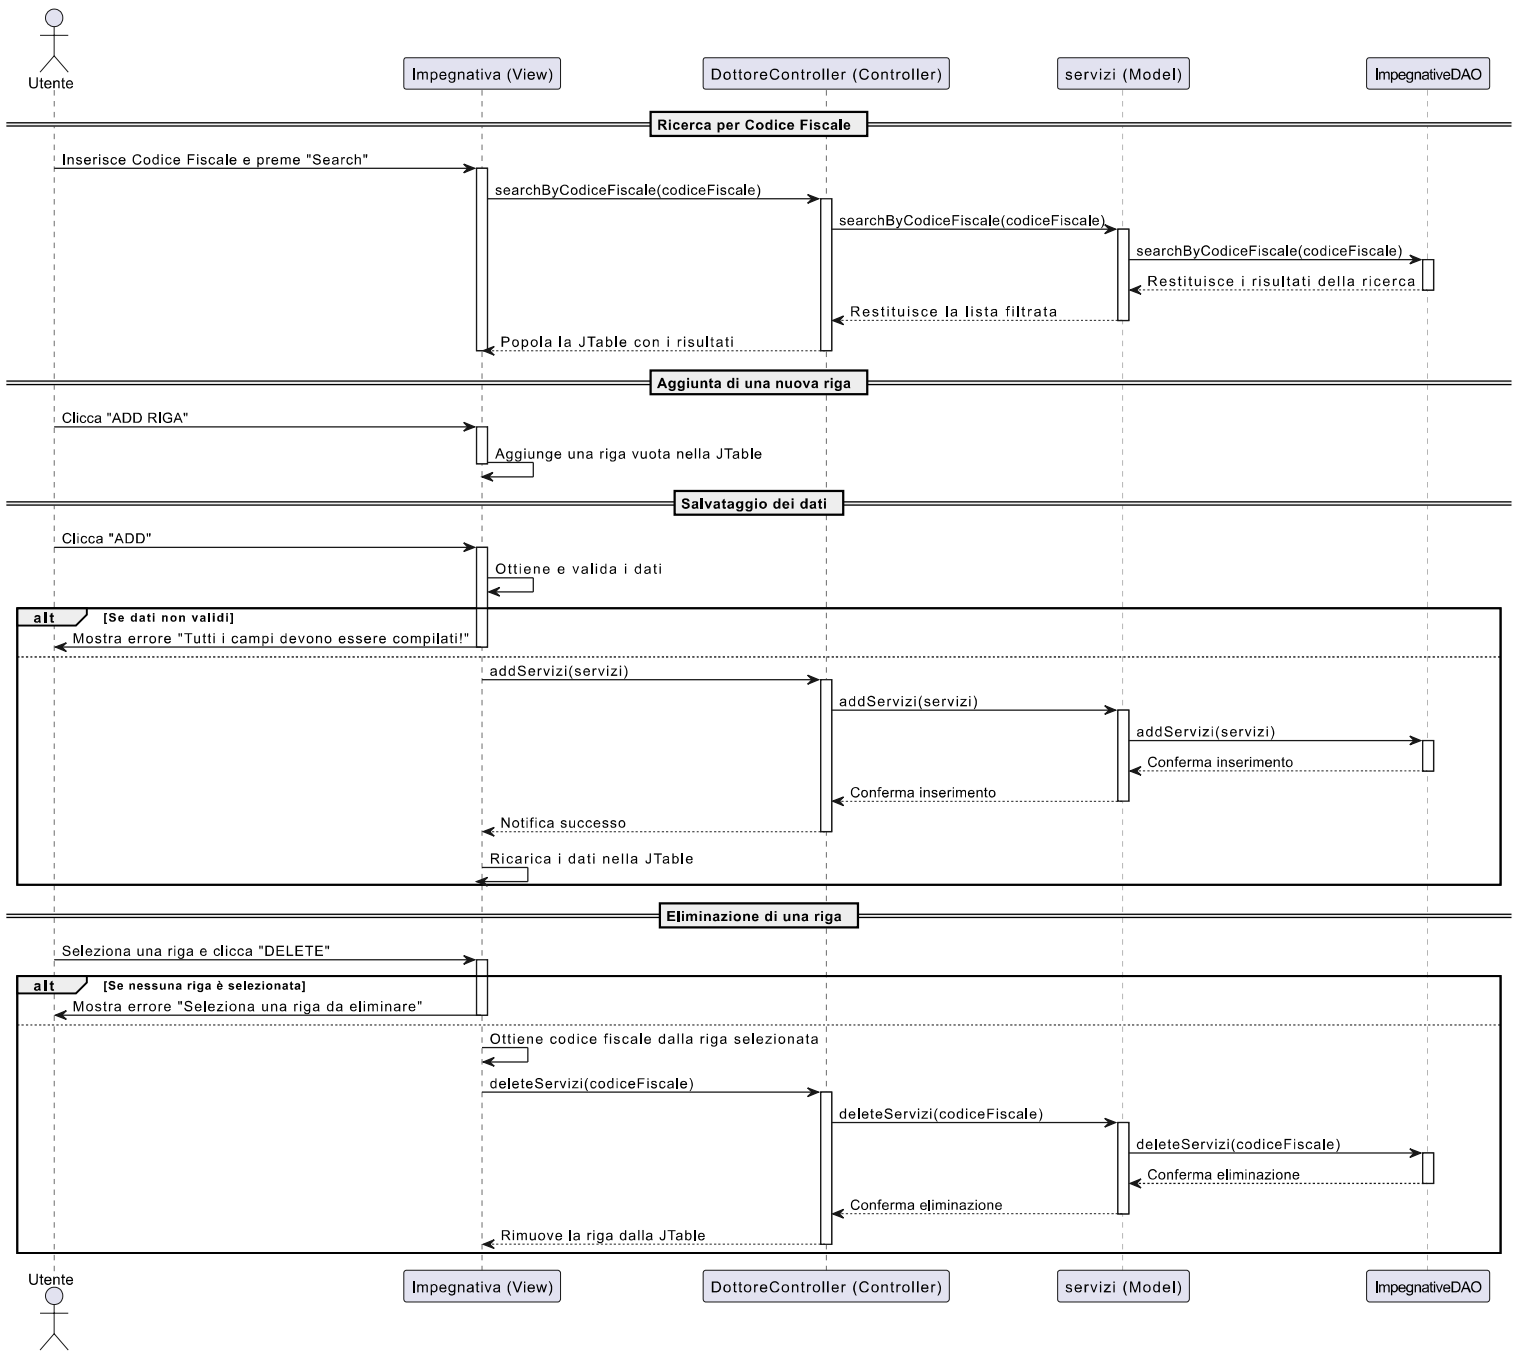 Utente
Impegnativa (View)
DottoreController (Controller)
servizi (Model)
ImpegnativeDAO
Ricerca per Codice Fiscale
Inserisce Codice Fiscale e preme "Search"
searchByCodiceFiscale(codiceFiscale)
searchByCodiceFiscale(codiceFiscale)
searchByCodiceFiscale(codiceFiscale)
Restituisce i risultati della ricerca
Restituisce la lista filtrata
Popola la JTable con i risultati
Aggiunta di una nuova riga
Clicca "ADD RIGA"
Aggiunge una riga vuota nella JTable
Salvataggio dei dati
Clicca "ADD"
Ottiene e valida i dati
alt
[Se dati non validi]
Mostra errore "Tutti i campi devono essere compilati!"
addServizi(servizi)
addServizi(servizi)
addServizi(servizi)
Conferma inserimento
Conferma inserimento
Notifica successo
Ricarica i dati nella JTable
Eliminazione di una riga
Seleziona una riga e clicca "DELETE"
alt
[Se nessuna riga è selezionata]
Mostra errore "Seleziona una riga da eliminare"
Ottiene codice fiscale dalla riga selezionata
deleteServizi(codiceFiscale)
deleteServizi(codiceFiscale)
deleteServizi(codiceFiscale)
Conferma eliminazione
Conferma eliminazione
Rimuove la riga dalla JTable
Utente
Impegnativa (View)
DottoreController (Controller)
servizi (Model)
ImpegnativeDAO